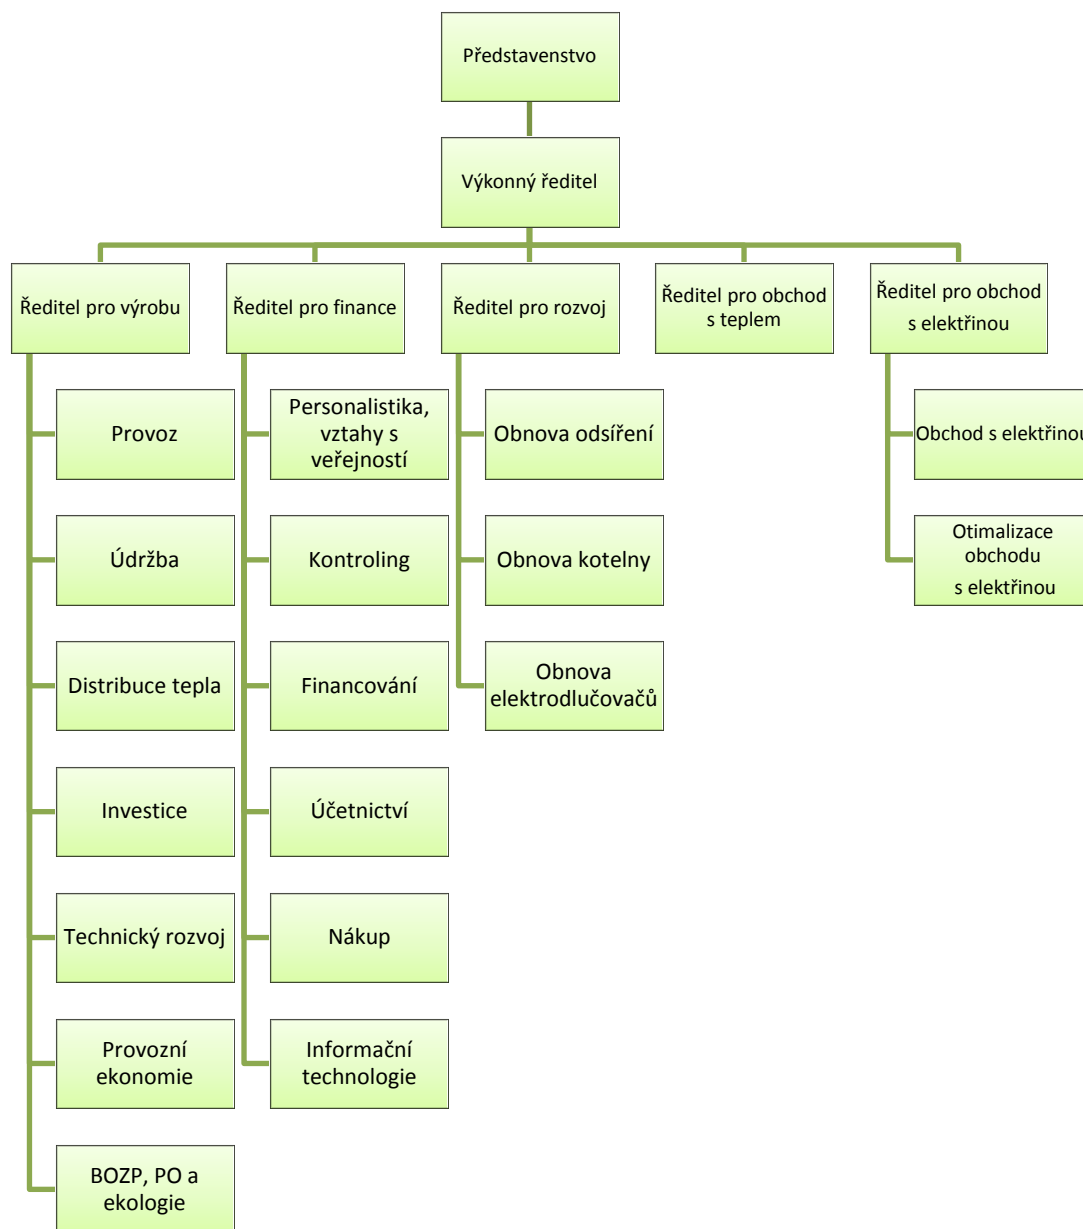 Představenstvo
Výkonný ředitel
Ředitel pro výrobu
Ředitel pro finance
Ředitel pro rozvoj
Ředitel pro obchod
s teplem
Ředitel pro obchod
s elektřinou
Provoz
Údržba
Distribuce tepla
Investice
Technický rozvoj
Provozní
ekonomie
BOZP, PO a
ekologie
Personalistika,
vztahy s
veřejností
Kontroling
Financování
Účetnictví
Nákup
Informační
technologie
Obnova odsíření
Obnova kotelny
Obnova
elektrodlučovačů
Obchod s elektřinou
Otimalizace
obchodu
s elektřinou